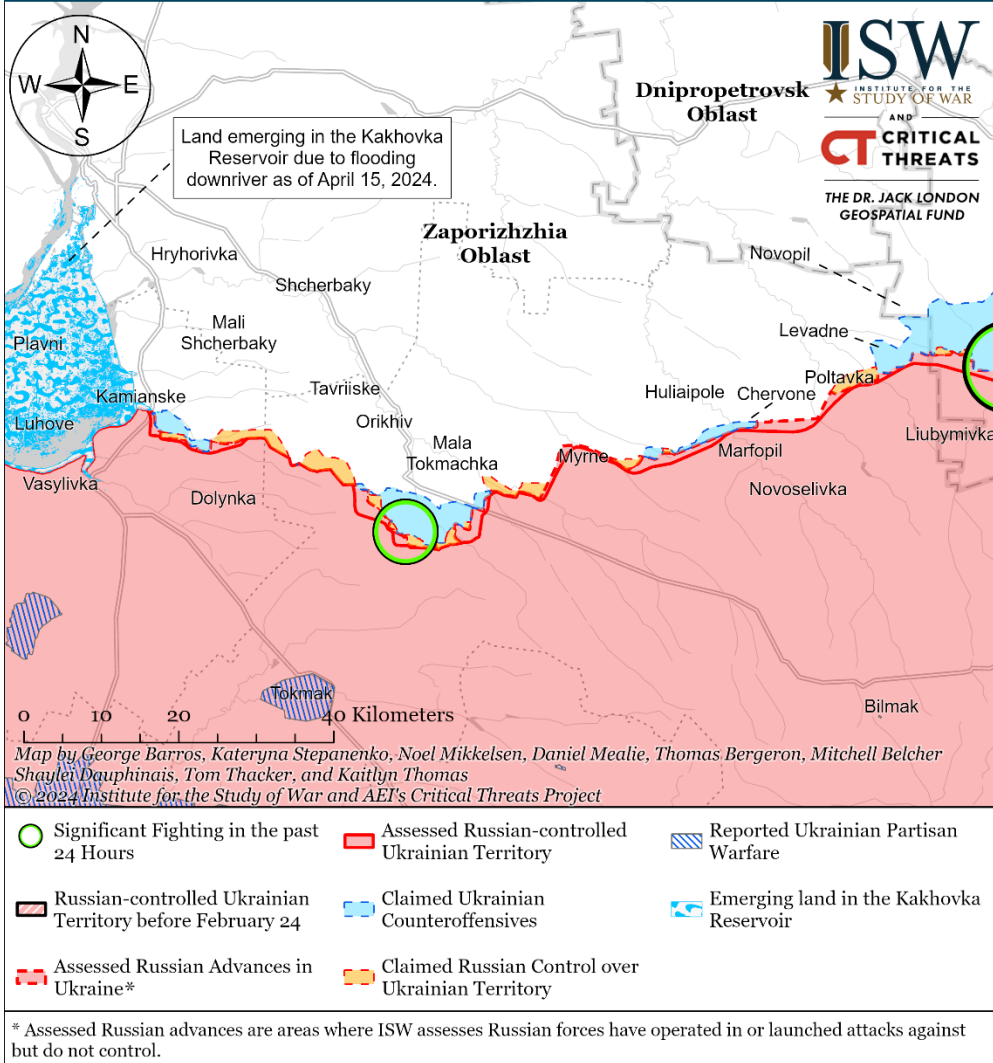 N
W E
S
ISW
INSTITUTE FOR THE
STUDY OF WAR
AND
CT CRITICAL
THREATS
THE DR. JACK LONDON
GEOSPATIAL FUND
Dnipropetrovsk
Oblast
Land emerging in the Kakhovka
Reservoir due to flooding
downriver as of April 15, 2024.
Zaporizhzhia
Oblast
Hryhorivka
Novopil
Shcherbaky
Mali
Shcherbaky
Plavni
Levadne
Tavriiske
Poltavka
Kamianske
Huliaipole
Chervone
Luhove
Orikhiv
Liubymivka
Mala
Tokmachka
Myrne
Marfopil
Vasylivka
Dolynka
Novoselivka
Tokmak
Bilmak
0 10 20 40 Kilometers
Map by George Barros, Kateryna Stepanenko, Noel Mikkelsen, Daniel Mealie, Thomas Bergeron, Mitchell Belcher
Shaylei Dauphinais, Tom Thacker, and Kaitlyn Thomas
© 2024 Institute for the Study of War and AEI's Critical Threats Project
Significant Fighting in the past
24 Hours
Russian-controlled Ukrainian
Territory before February 24
Assessed Russian Advances in
Ukraine*
Assessed Russian-controlled
Ukrainian Territory
Claimed Ukrainian
Counteroffensives
Claimed Russian Control over
Ukrainian Territory
Reported Ukrainian Partisan
Warfare
Emerging land in the Kakhovka
Reservoir
* Assessed Russian advances are areas where ISW assesses Russian forces have operated in or launched attacks against
but do not control.